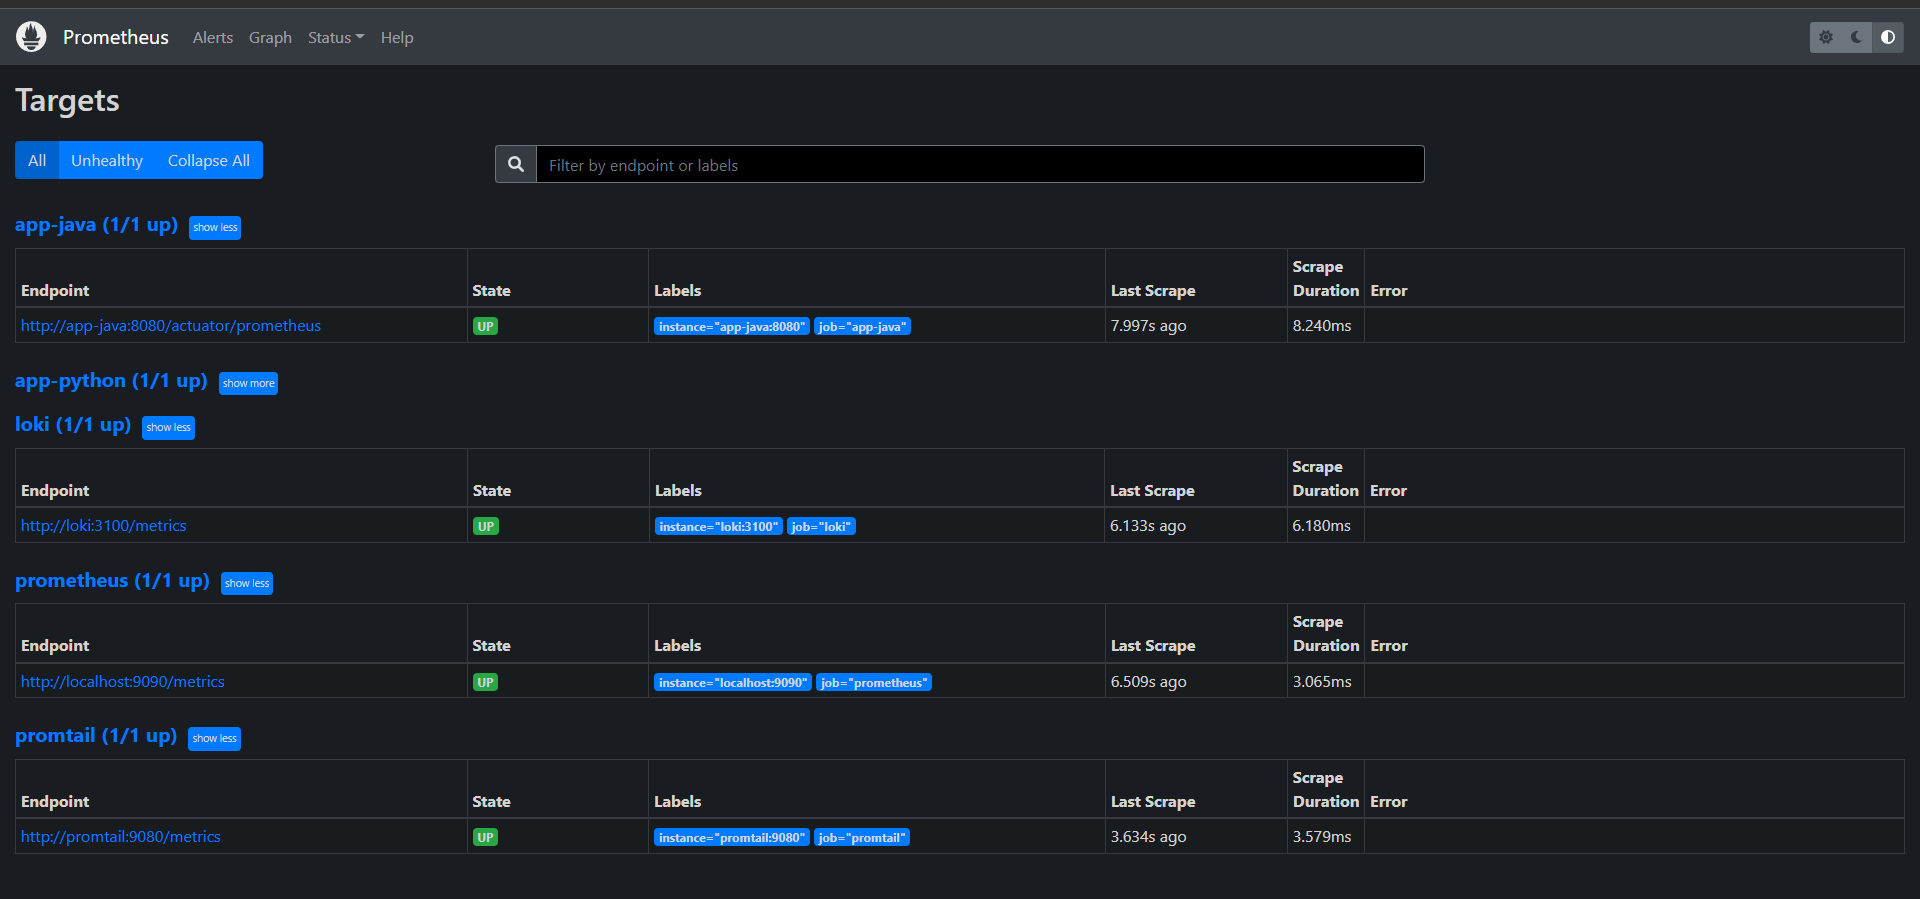 Prometheus Alerts Graph Status Help
Targets
All Unhealthy Collapse All
Filter by endpoint or labels
app-java (1/1 up) show less
Endpoint State Labels Last Scrape Scrape Duration Error
http://app-java:8080/actuator/prometheus UP instance="app-java:8080" job="app-java" 7.997s ago 8.240ms
app-python (1/1 up) show more
loki (1/1 up) show less
Endpoint State Labels Last Scrape Scrape Duration Error
http://loki:3100/metrics UP instance="loki:3100" job="loki" 6.133s ago 6.180ms
prometheus (1/1 up) show less
Endpoint State Labels Last Scrape Scrape Duration Error
http://localhost:9090/metrics UP instance="localhost:9090" job="prometheus" 6.509s ago 3.065ms
promtail (1/1 up) show less
Endpoint State Labels Last Scrape Scrape Duration Error
http://promtail:9080/metrics UP instance="promtail:9080" job="promtail" 3.634s ago 3.579ms